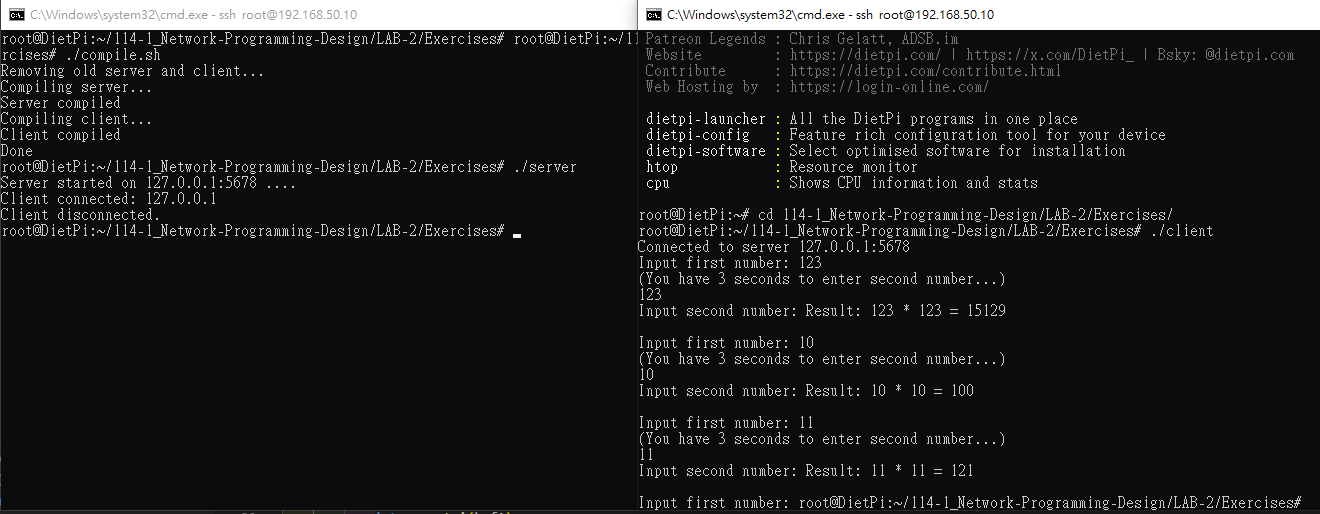 C:\Windows\system32\cmd.exe - ssh root@192.168.50.10
root@DietPi:~/114-1_Network-Programming-Design/LAB-2/Exercises# root@DietPi:~/11
rcises# ./compile.sh
Removing old server and client...
Compiling server...
Server compiled
Compiling client...
Client compiled
Done
root@DietPi:~/114-1_Network-Programming-Design/LAB-2/Exercises# ./server
Server started on 127.0.0.1:5678 ....
Client connected: 127.0.0.1
Client disconnected.
root@DietPi:~/114-1_Network-Programming-Design/LAB-2/Exercises#
C:\Windows\system32\cmd.exe - ssh root@192.168.50.10
Patreon Legends : Chris Gelatt, ADSB.im
Website : https://dietpi.com/ | https://x.com/DietPi_ | Bsky: @dietpi.com
Contribute : https://dietpi.com/contribute.html
Web Hosting by : https://login-online.com/
dietpi-launcher : All the DietPi programs in one place
dietpi-config : Feature rich configuration tool for your device
dietpi-software : Select optimised software for installation
htop : Resource monitor
cpu : Shows CPU information and stats
root@DietPi:~# cd 114-1_Network-Programming-Design/LAB-2/Exercises/
root@DietPi:~/114-1_Network-Programming-Design/LAB-2/Exercises# ./client
Connected to server 127.0.0.1:5678
Input first number: 123
(You have 3 seconds to enter second number...)
123
Input second number: Result: 123 * 123 = 15129
Input first number: 10
(You have 3 seconds to enter second number...)
10
Input second number: Result: 10 * 10 = 100
Input first number: 11
(You have 3 seconds to enter second number...)
11
Input second number: Result: 11 * 11 = 121
Input first number: root@DietPi:~/114-1_Network-Programming-Design/LAB-2/Exercises#